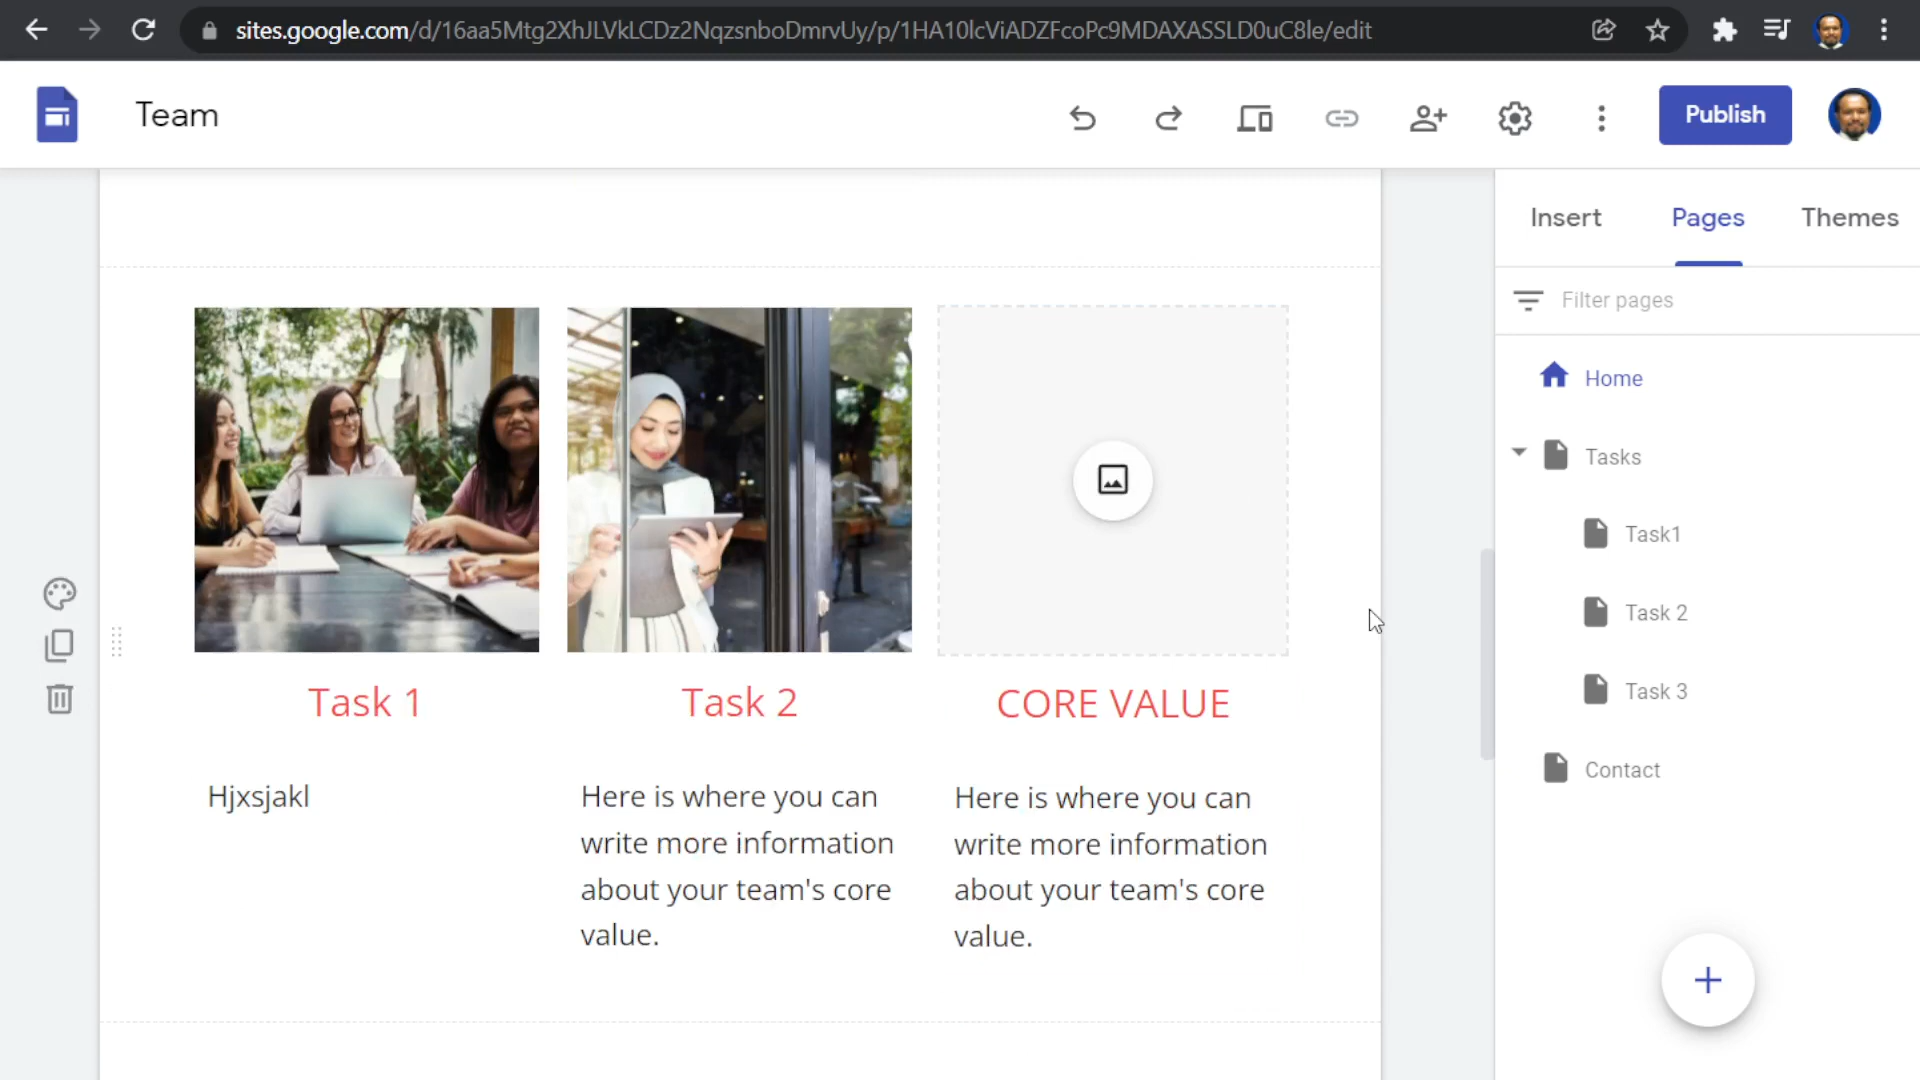 sites.google.com/d/16aa5Mtg2XhJLVkLCDz2NqzsnboDmrvUy/p/1HA10lcViADZFcoPc9MDAXASSLD0uC8le/edit
Team
Publish
Insert
Pages
Themes
Filter pages
Home
Tasks
Task1
Task 2
Task 3
Contact
Task 1
Hjxsjakl
Task 2
Here is where you can
write more information
about your team's core
value.
CORE VALUE
Here is where you can
write more information
about your team's core
value.